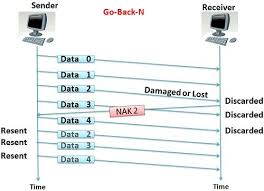 Sender Go-Back-N Receiver
Data 0
Data 1
Data 2
Damaged or Lost
Data 3 Discarded
NAK 2
Discarded
Data 4 Discarded
Resent Data 2
Resent Data 3
Resent Data 4
Time Time